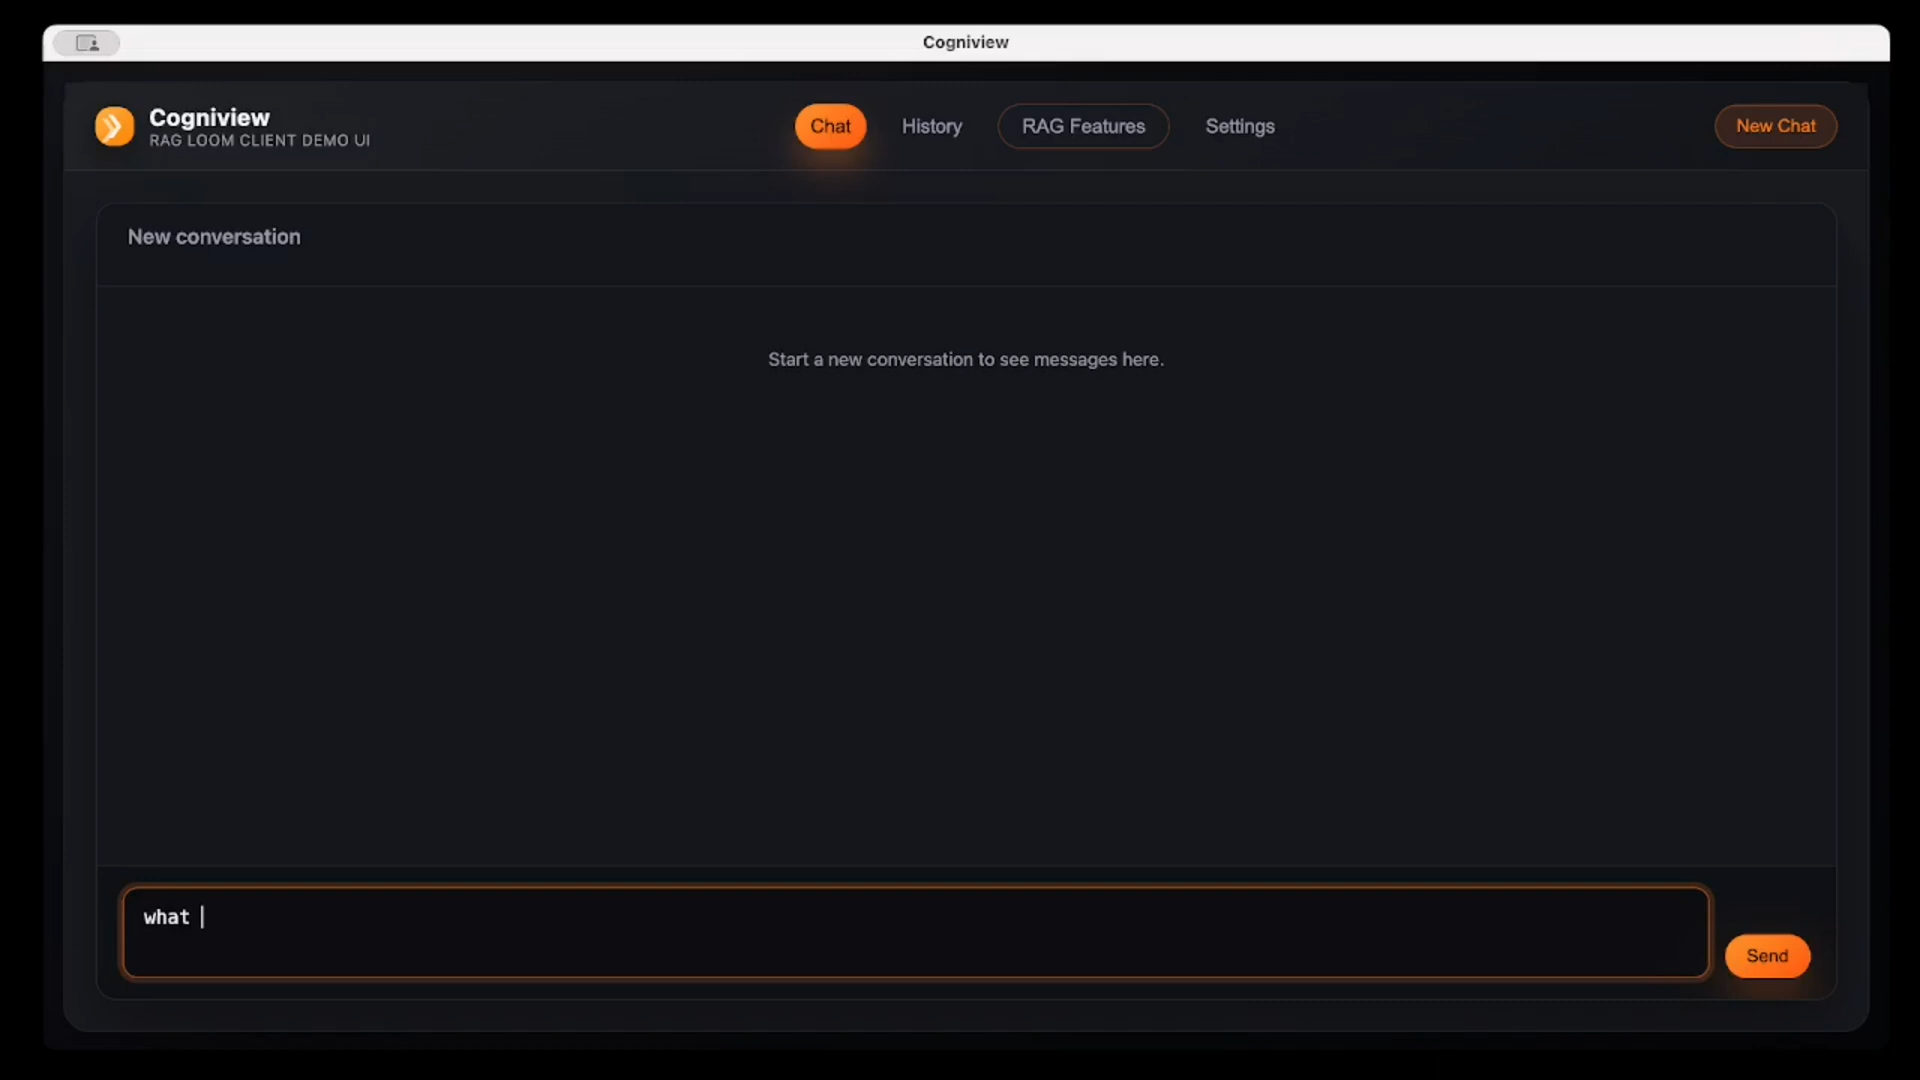 Cogniview
Cogniview
RAG LOOM CLIENT DEMO UI
Chat
History
RAG Features
Settings
New Chat
New conversation
Start a new conversation to see messages here.
what
Send